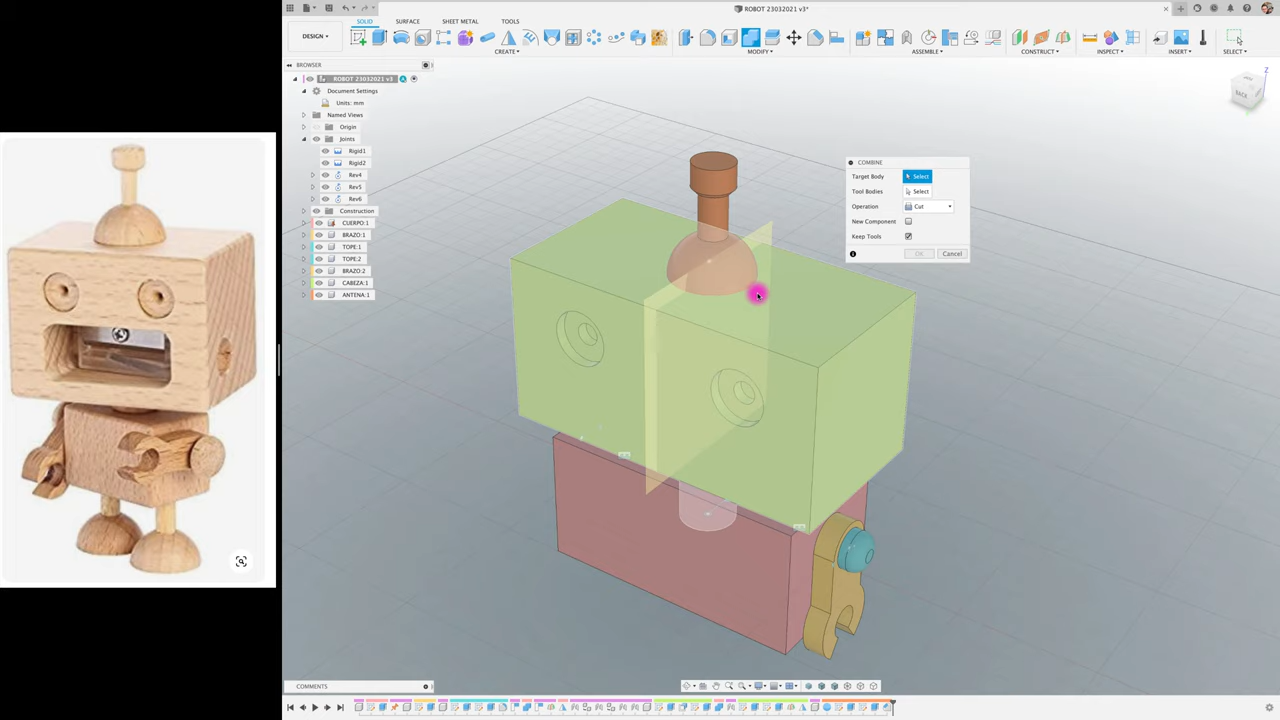 ROBOT 23032021 v3*
DESIGN
SOLID
SURFACE
SHEET METAL
TOOLS
CREATE
MODIFY
ASSEMBLE
CONSTRUCT
INSPECT
INSERT
SELECT
BROWSER
ROBOT 23032021 v3
Document Settings
Units: mm
Named Views
Origin
Joints
Rigid1
Rigid2
Rev4
Rev5
Rev6
Construction
CUERPO:1
BRAZO:1
TOPE:1
TOPE:2
BRAZO:2
CABEZA:1
ANTENA:1
COMBINE
Target Body Select
Tool Bodies Select
Operation Cut
New Component
Keep Tools
OK Cancel
Z
BACK
COMMENTS